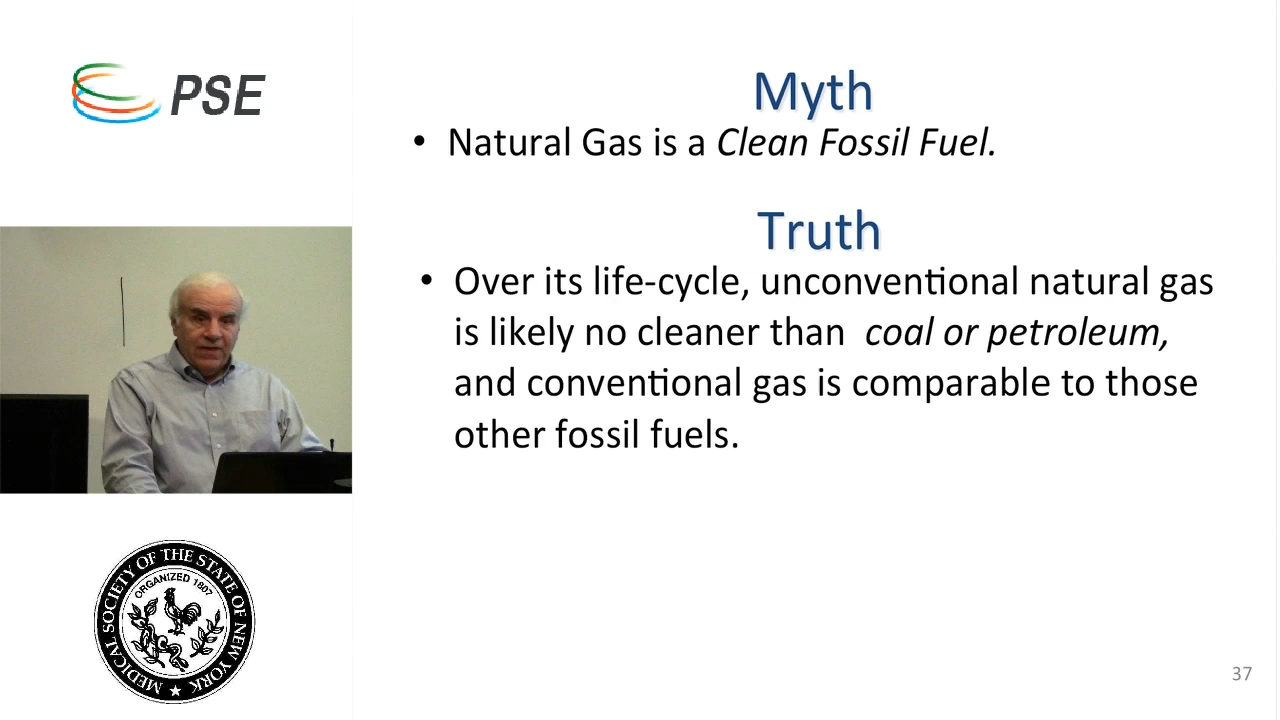 PSE
Myth
• Natural Gas is a Clean Fossil Fuel.
Truth
• Over its life-cycle, unconventional natural gas
is likely no cleaner than coal or petroleum,
and conventional gas is comparable to those
other fossil fuels.
MEDICAL SOCIETY OF THE STATE OF NEW YORK
ORGANIZED 1807
37